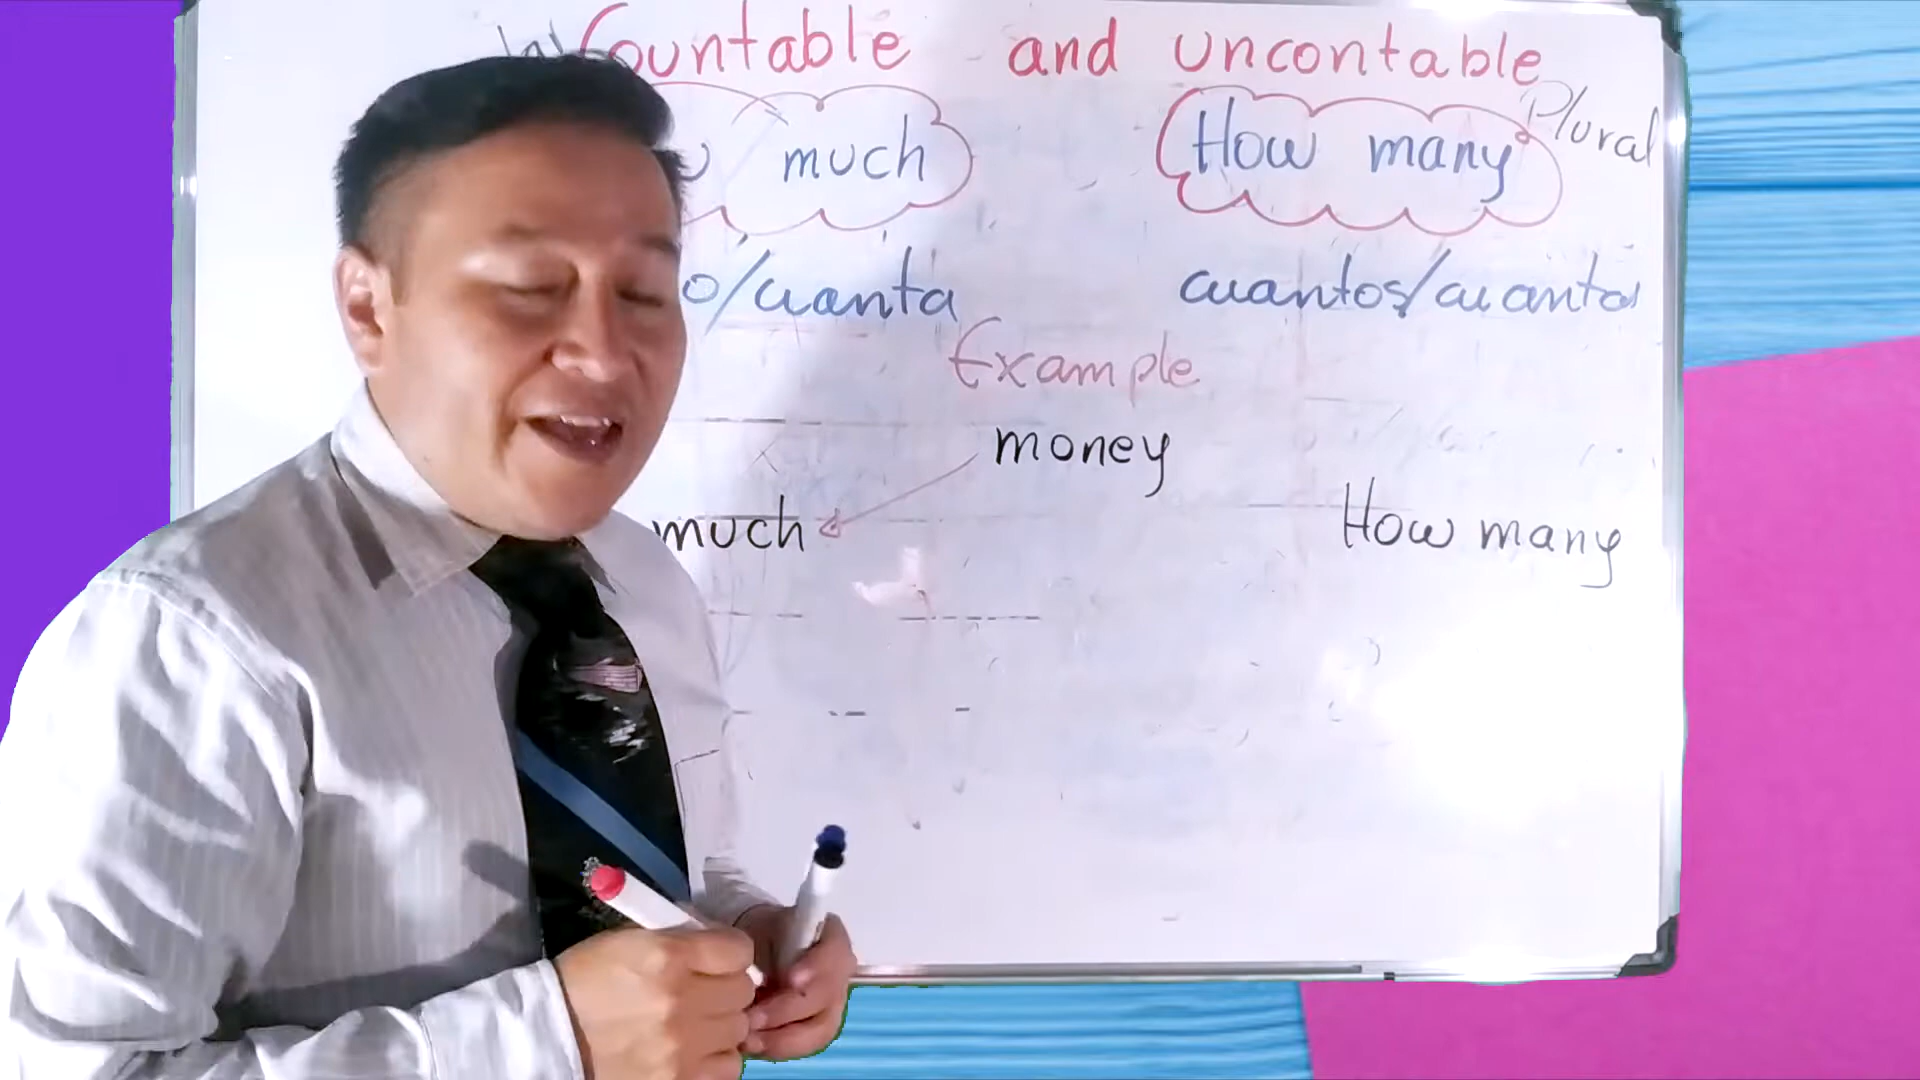 Countable and uncontable
much How many Plural
o/cuanta cuantos/cuantas
Example
money
much How many